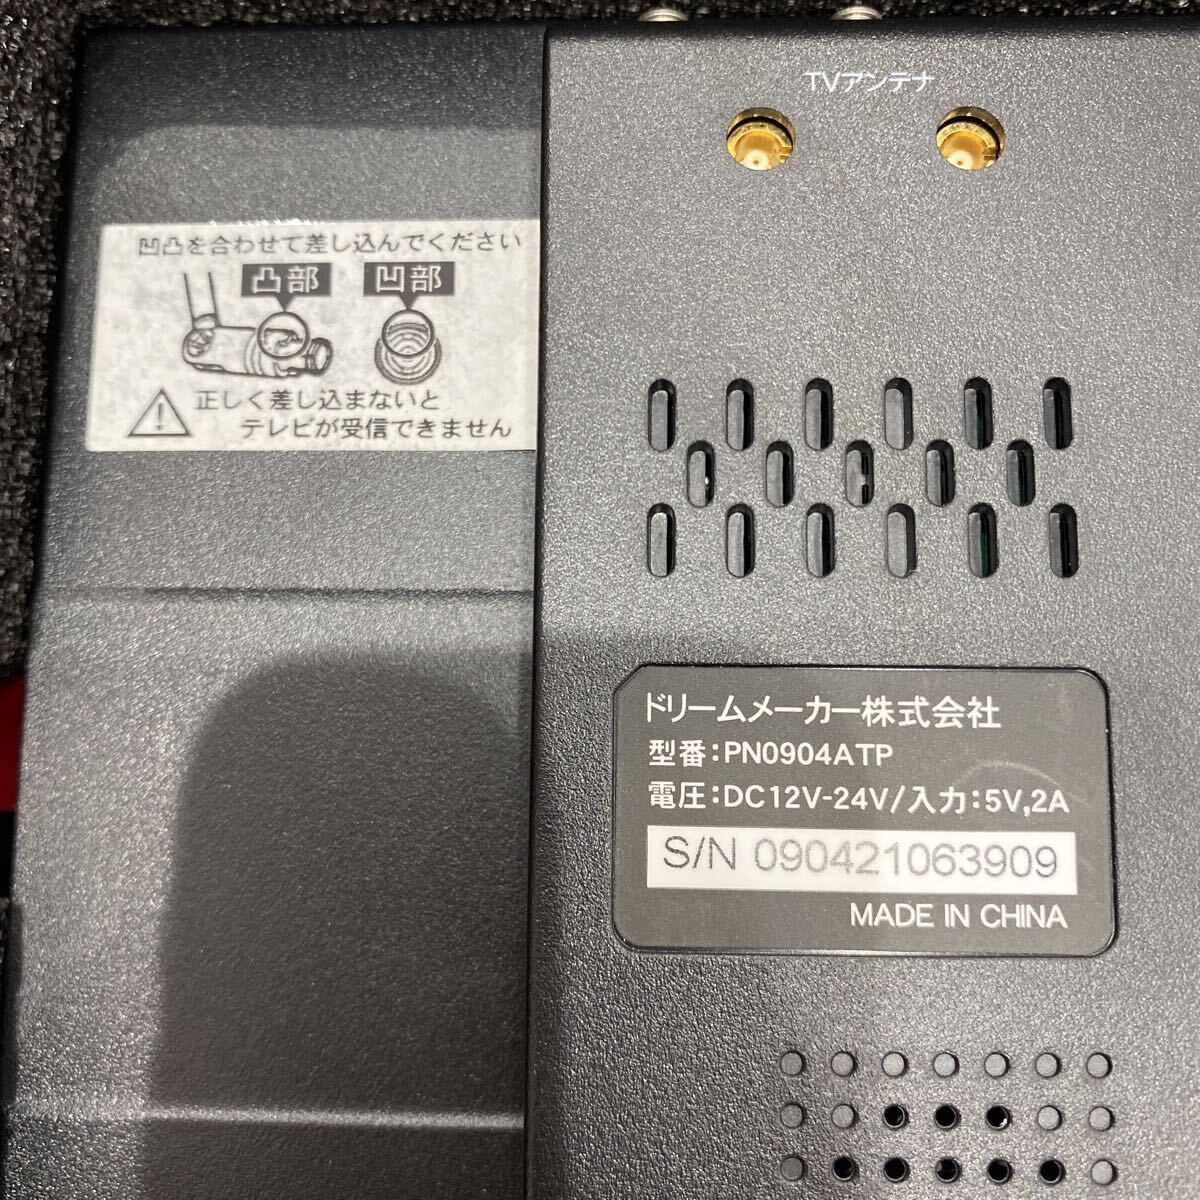 TVアンテナ
凹凸を合わせて差し込んでください
凸部 凹部
正しく差し込まないと
テレビが受信できません
ドリームメーカー株式会社
型番:PN0904ATP
電圧:DC12V-24V/入力:5V,2A
S/N 090421063909
MADE IN CHINA